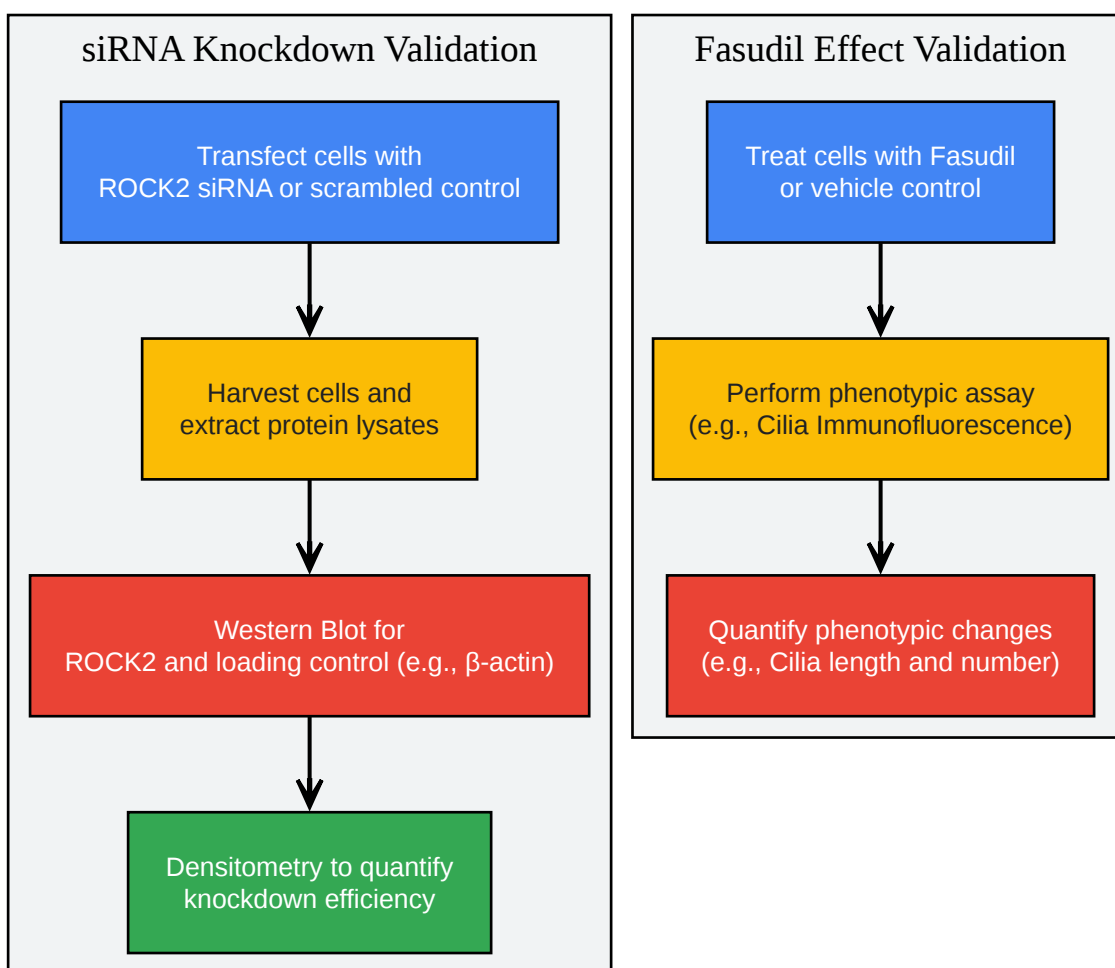 siRNA Knockdown Validation
Transfect cells with
ROCK2 siRNA or scrambled control
Harvest cells and
extract protein lysates
Western Blot for
ROCK2 and loading control (e.g., β-actin)
Densitometry to quantify
knockdown efficiency
Fasudil Effect Validation
Treat cells with Fasudil
or vehicle control
Perform phenotypic assay
(e.g., Cilia Immunofluorescence)
Quantify phenotypic changes
(e.g., Cilia length and number)